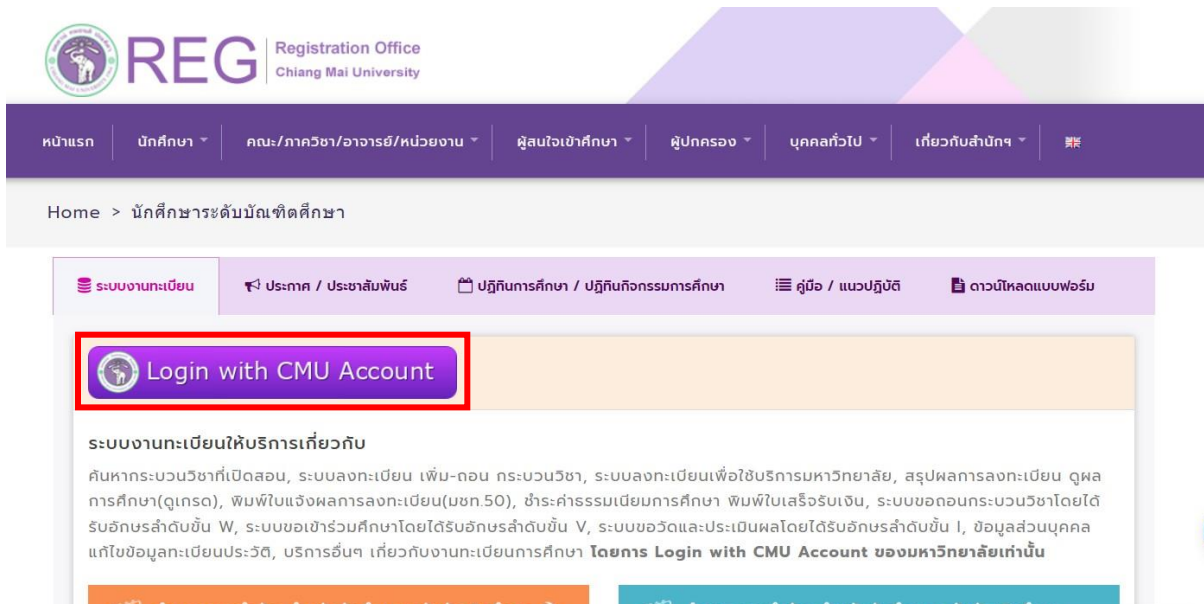 REG Registration Office
Chiang Mai University
หน้าแรก นักศึกษา คณะ/ภาควิชา/อาจารย์/หน่วยงาน ผู้สนใจเข้าศึกษา ผู้ปกครอง บุคคลทั่วไป เกี่ยวกับสำนักฯ
Home > นักศึกษาระดับบัณฑิตศึกษา
ระบบงานทะเบียน ประกาศ / ประชาสัมพันธ์ ปฏิทินการศึกษา / ปฏิทินกิจกรรมการศึกษา คู่มือ / แนวปฏิบัติ ดาวน์โหลดแบบฟอร์ม
Login with CMU Account
ระบบงานทะเบียนให้บริการเกี่ยวกับ
ค้นหากระบวนวิชาที่เปิดสอน, ระบบลงทะเบียน เพิ่ม-ถอน กระบวนวิชา, ระบบลงทะเบียนเพื่อใช้บริการมหาวิทยาลัย, สรุปผลการลงทะเบียน ดูผล
การศึกษา(ดูเกรด), พิมพ์ใบแจ้งผลการลงทะเบียน(มชท.50), ชำระค่าธรรมเนียมการศึกษา พิมพ์ใบเสร็จรับเงิน, ระบบขอถอนกระบวนวิชาโดยได้
รับอักษรลำดับขั้น W, ระบบขอเข้าร่วมศึกษาโดยได้รับอักษรลำดับขั้น V, ระบบขอวัดและประเมินผลโดยได้รับอักษรลำดับขั้น I, ข้อมูลส่วนบุคคล
แก้ไขข้อมูลทะเบียนประวัติ, บริการอื่นๆ เกี่ยวกับงานทะเบียนการศึกษา โดยการ Login with CMU Account ของมหาวิทยาลัยเท่านั้น